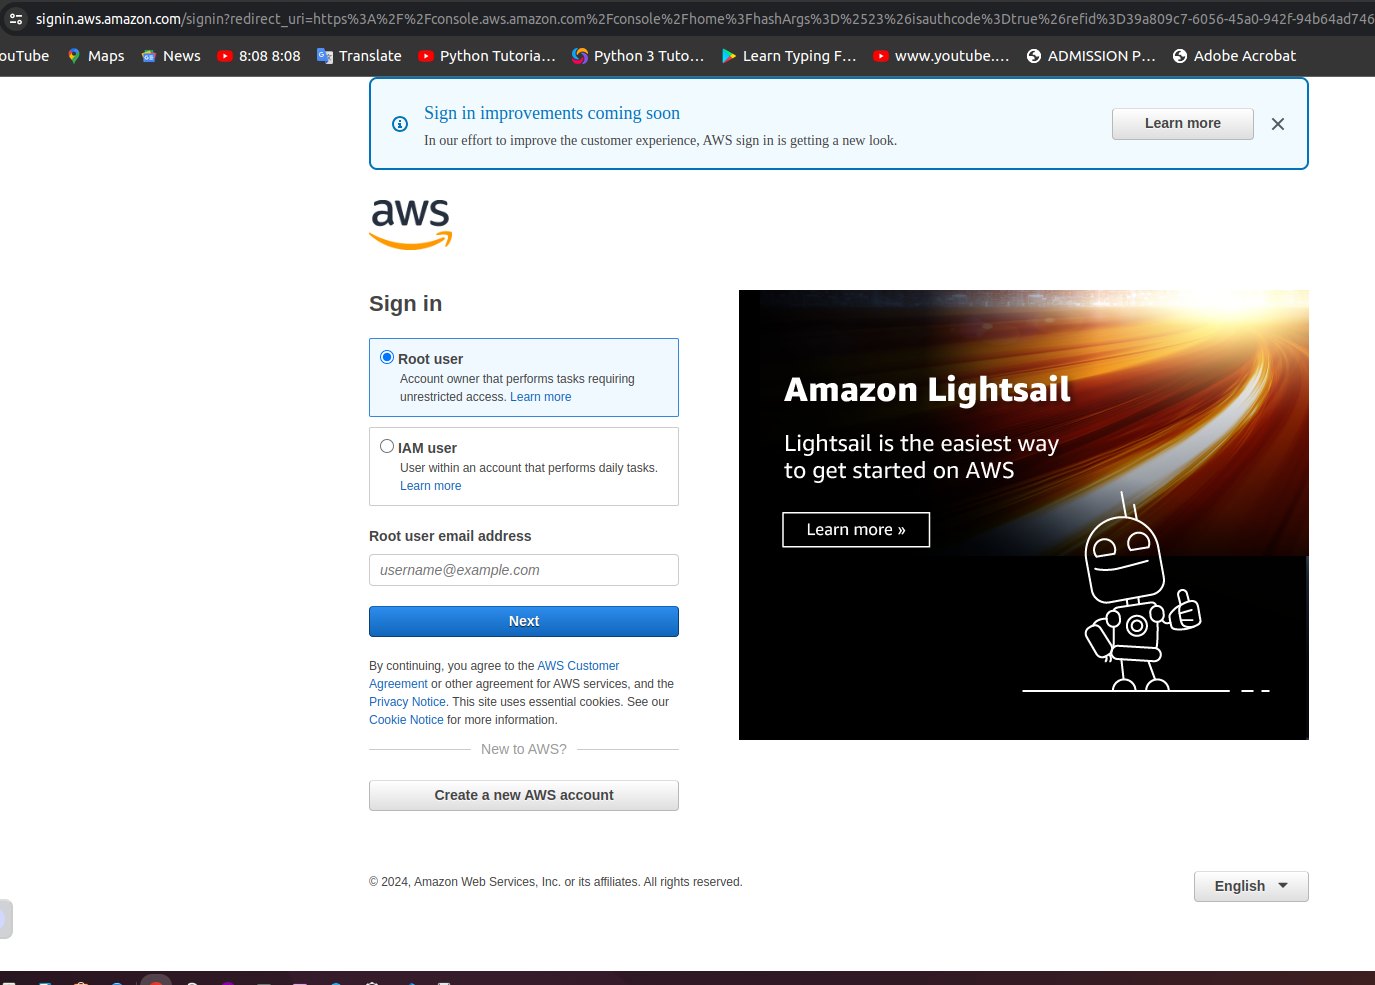 signin.aws.amazon.com/signin?redirect_uri=https%3A%2F%2Fconsole.aws.amazon.com%2Fconsole%2Fhome%3FhashArgs%3D%2523%26isauthcode%3Dtrue%26refid%3D39a809c7-6056-45a0-942f-94b64ad746
ouTube Maps News 8:08 8:08 Translate Python Tutoria... Python 3 Tuto... Learn Typing F... www.youtube.... ADMISSION P... Adobe Acrobat
Sign in improvements coming soon
In our effort to improve the customer experience, AWS sign in is getting a new look.
Learn more
aws
Sign in
Root user
Account owner that performs tasks requiring
unrestricted access. Learn more
IAM user
User within an account that performs daily tasks.
Learn more
Root user email address
username@example.com
Next
By continuing, you agree to the AWS Customer
Agreement or other agreement for AWS services, and the
Privacy Notice. This site uses essential cookies. See our
Cookie Notice for more information.
New to AWS?
Create a new AWS account
Amazon Lightsail
Lightsail is the easiest way
to get started on AWS
Learn more »
© 2024, Amazon Web Services, Inc. or its affiliates. All rights reserved.
English